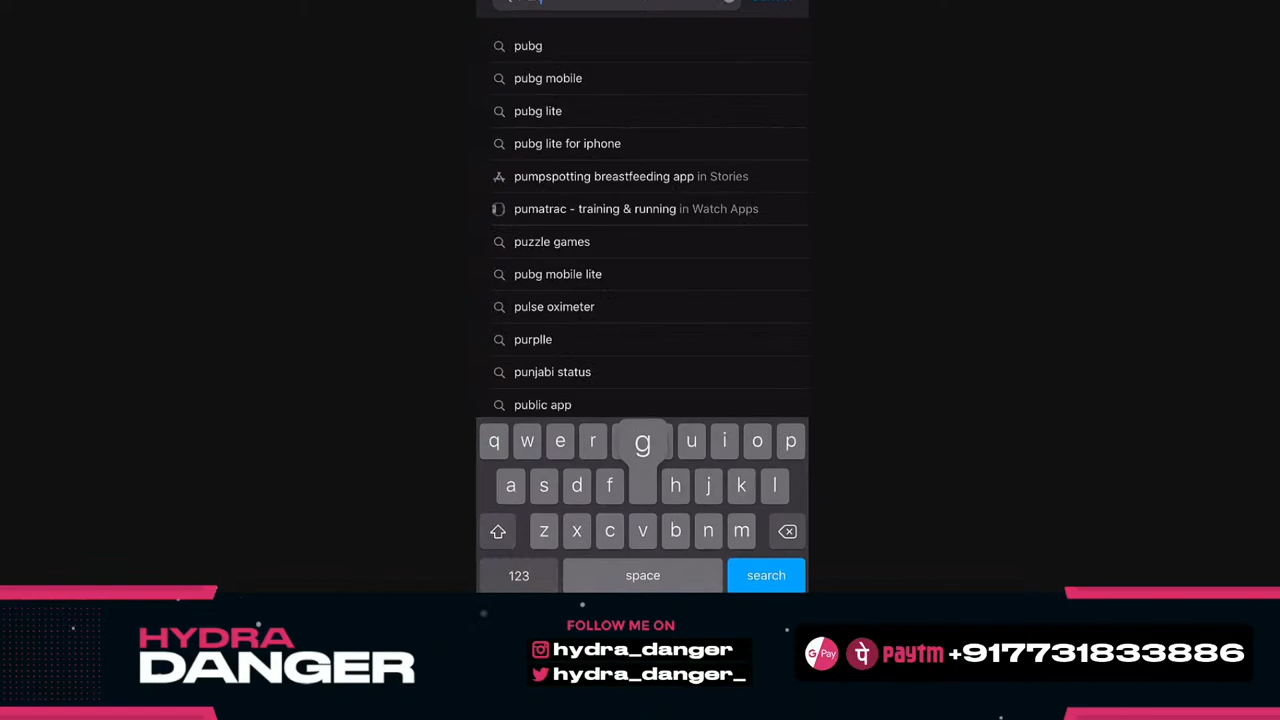 pubg
pubg mobile
pubg lite
pubg lite for iphone
pumpspotting breastfeeding app in Stories
pumatrac - training & running in Watch Apps
puzzle games
pubg mobile lite
pulse oximeter
purplle
punjabi status
public app
q w e r g u i o p
a s d f h j k l
z x c v b n m
123 space search
HYDRA
DANGER
FOLLOW ME ON
hydra_danger
hydra_danger_
G Pay पे paytm +917731833886